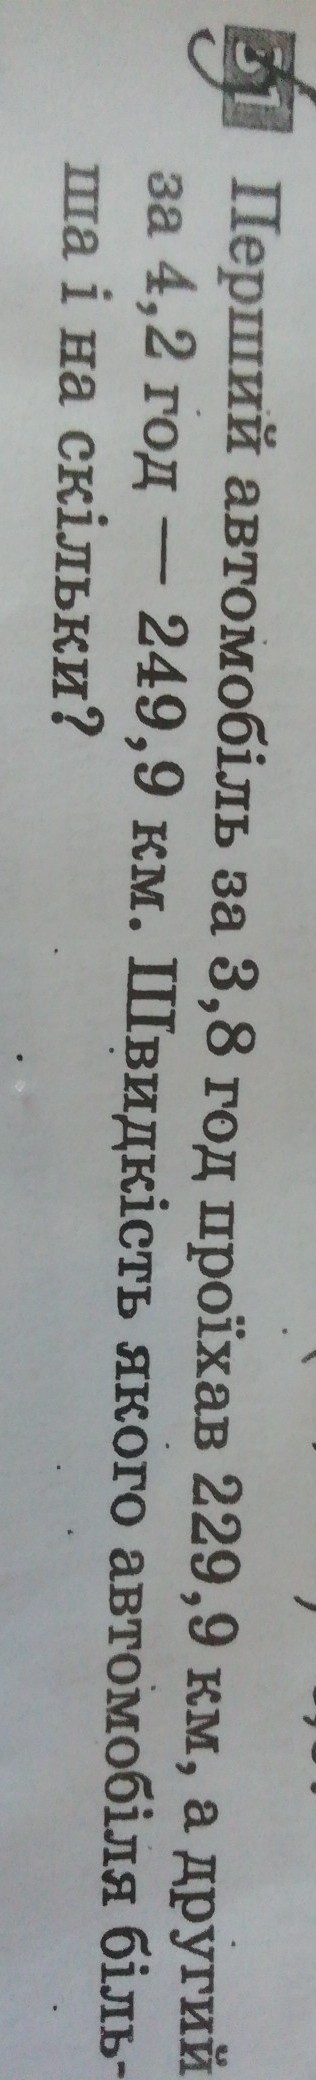 31 Перший автомобіль за 3,8 год проїхав 229,9 км, а другий
за 4,2 год — 249,9 км. Швидкість якого автомобіля біль-
ша і на скільки?